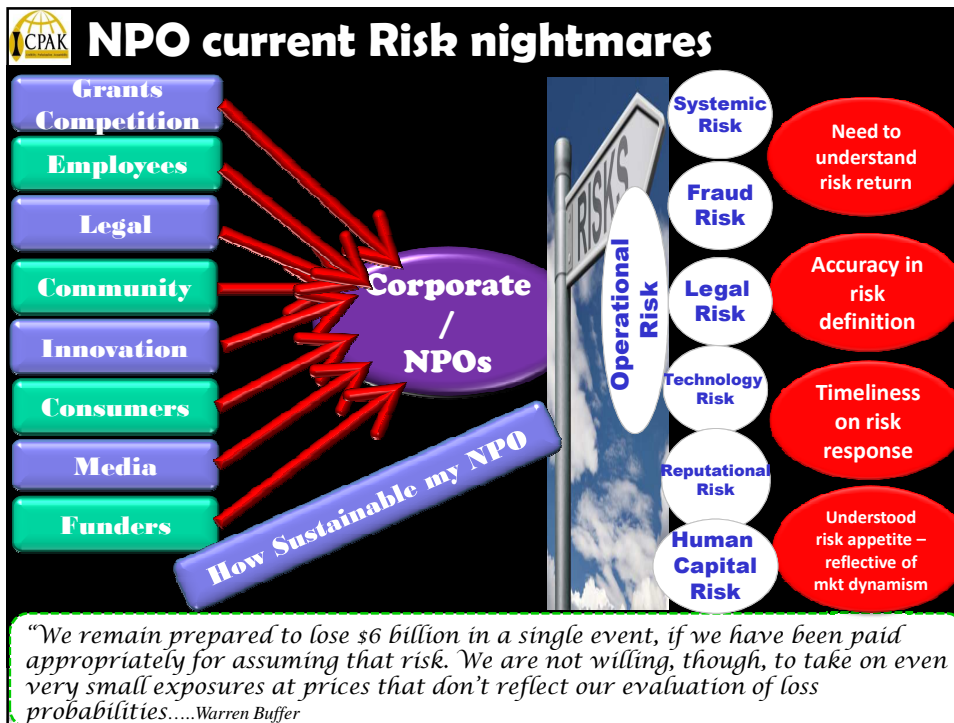 ICPAK
NPO current Risk nightmares
Grants
Competition
Employees
Legal
Community
Innovation
Consumers
Media
Funders
Corporate
/
NPOs
How Sustainable my NPO
RISKS
Operational
Risk
Systemic
Risk
Fraud
Risk
Legal
Risk
Technology
Risk
Reputational
Risk
Human
Capital
Risk
Need to
understand
risk return
Accuracy in
risk
definition
Timeliness
on risk
response
Understood
risk appetite –
reflective of
mkt dynamism
“We remain prepared to lose $6 billion in a single event, if we have been paid
appropriately for assuming that risk. We are not willing, though, to take on even
very small exposures at prices that don’t reflect our evaluation of loss
probabilities…..Warren Buffer